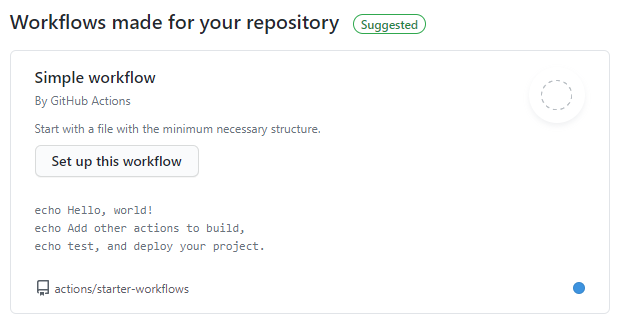 Workflows made for your repository Suggested
Simple workflow
By GitHub Actions
Start with a file with the minimum necessary structure.
Set up this workflow
echo Hello, world!
echo Add other actions to build,
echo test, and deploy your project.
actions/starter-workflows